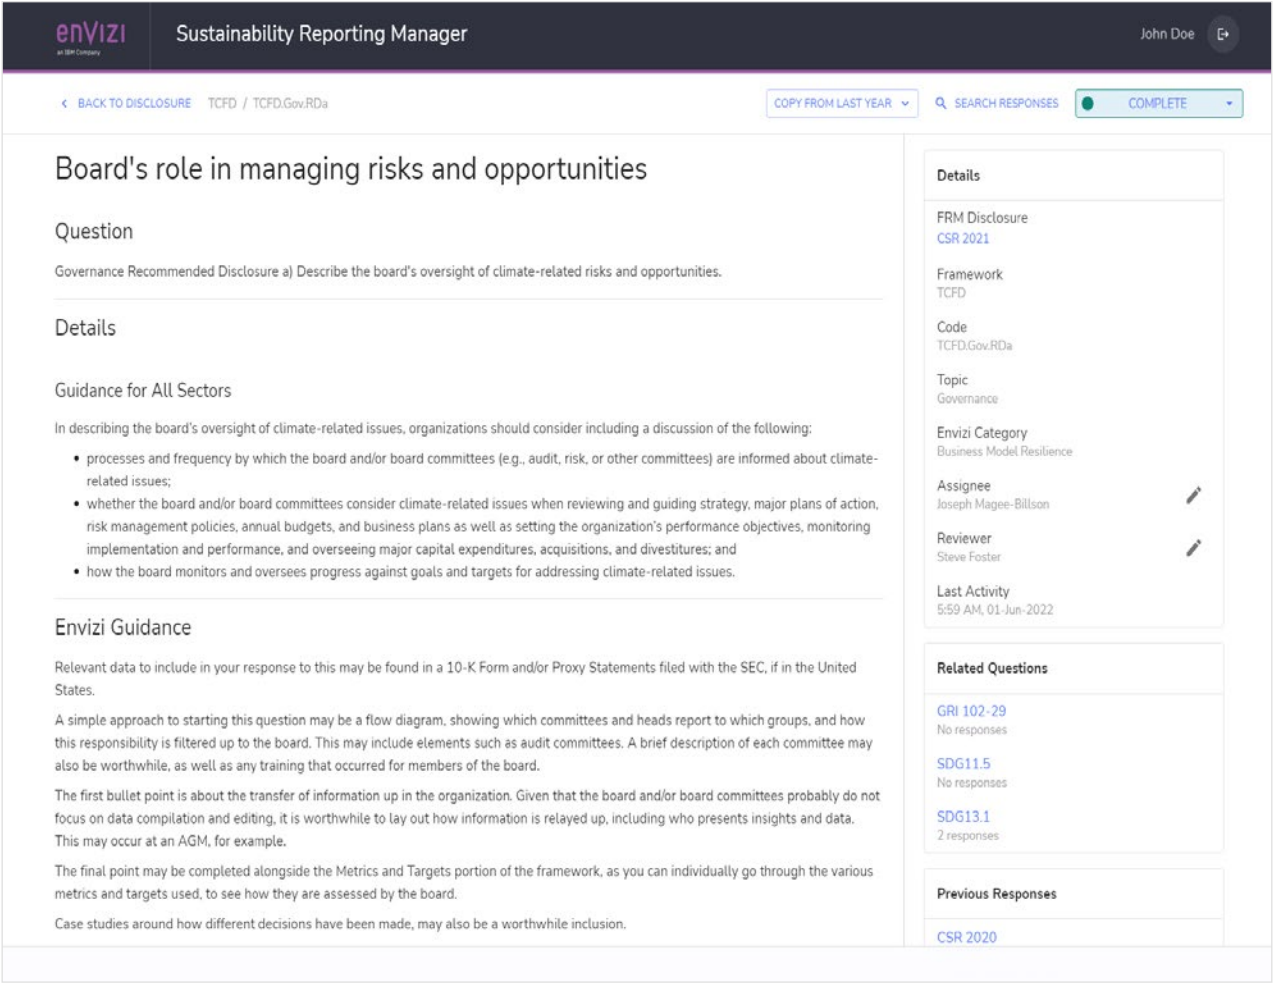 enVIZI
an IBM Company
Sustainability Reporting Manager
John Doe
BACK TO DISCLOSURE TCFD / TCFD.Gov.RDa
COPY FROM LAST YEAR
SEARCH RESPONSES
COMPLETE
Board's role in managing risks and opportunities
Question
Governance Recommended Disclosure a) Describe the board's oversight of climate-related risks and opportunities.
Details
Guidance for All Sectors
In describing the board's oversight of climate-related issues, organizations should consider including a discussion of the following:
• processes and frequency by which the board and/or board committees (e.g., audit, risk, or other committees) are informed about climate-
related issues;
• whether the board and/or board committees consider climate-related issues when reviewing and guiding strategy, major plans of action,
risk management policies, annual budgets, and business plans as well as setting the organization's performance objectives, monitoring
implementation and performance, and overseeing major capital expenditures, acquisitions, and divestitures; and
• how the board monitors and oversees progress against goals and targets for addressing climate-related issues.
Envizi Guidance
Relevant data to include in your response to this may be found in a 10-K Form and/or Proxy Statements filed with the SEC, if in the United
States.
A simple approach to starting this question may be a flow diagram, showing which committees and heads report to which groups, and how
this responsibility is filtered up to the board. This may include elements such as audit committees. A brief description of each committee may
also be worthwhile, as well as any training that occurred for members of the board.
The first bullet point is about the transfer of information up in the organization. Given that the board and/or board committees probably do not
focus on data compilation and editing, it is worthwhile to lay out how information is relayed up, including who presents insights and data.
This may occur at an AGM, for example.
The final point may be completed alongside the Metrics and Targets portion of the framework, as you can individually go through the various
metrics and targets used, to see how they are assessed by the board.
Case studies around how different decisions have been made, may also be a worthwhile inclusion.
Details
FRM Disclosure
CSR 2021
Framework
TCFD
Code
TCFD.Gov.RDa
Topic
Governance
Envizi Category
Business Model Resilience
Assignee
Joseph Magee-Billson
Reviewer
Steve Foster
Last Activity
5:59 AM, 01-Jun-2022
Related Questions
GRI 102-29
No responses
SDG11.5
No responses
SDG13.1
2 responses
Previous Responses
CSR 2020